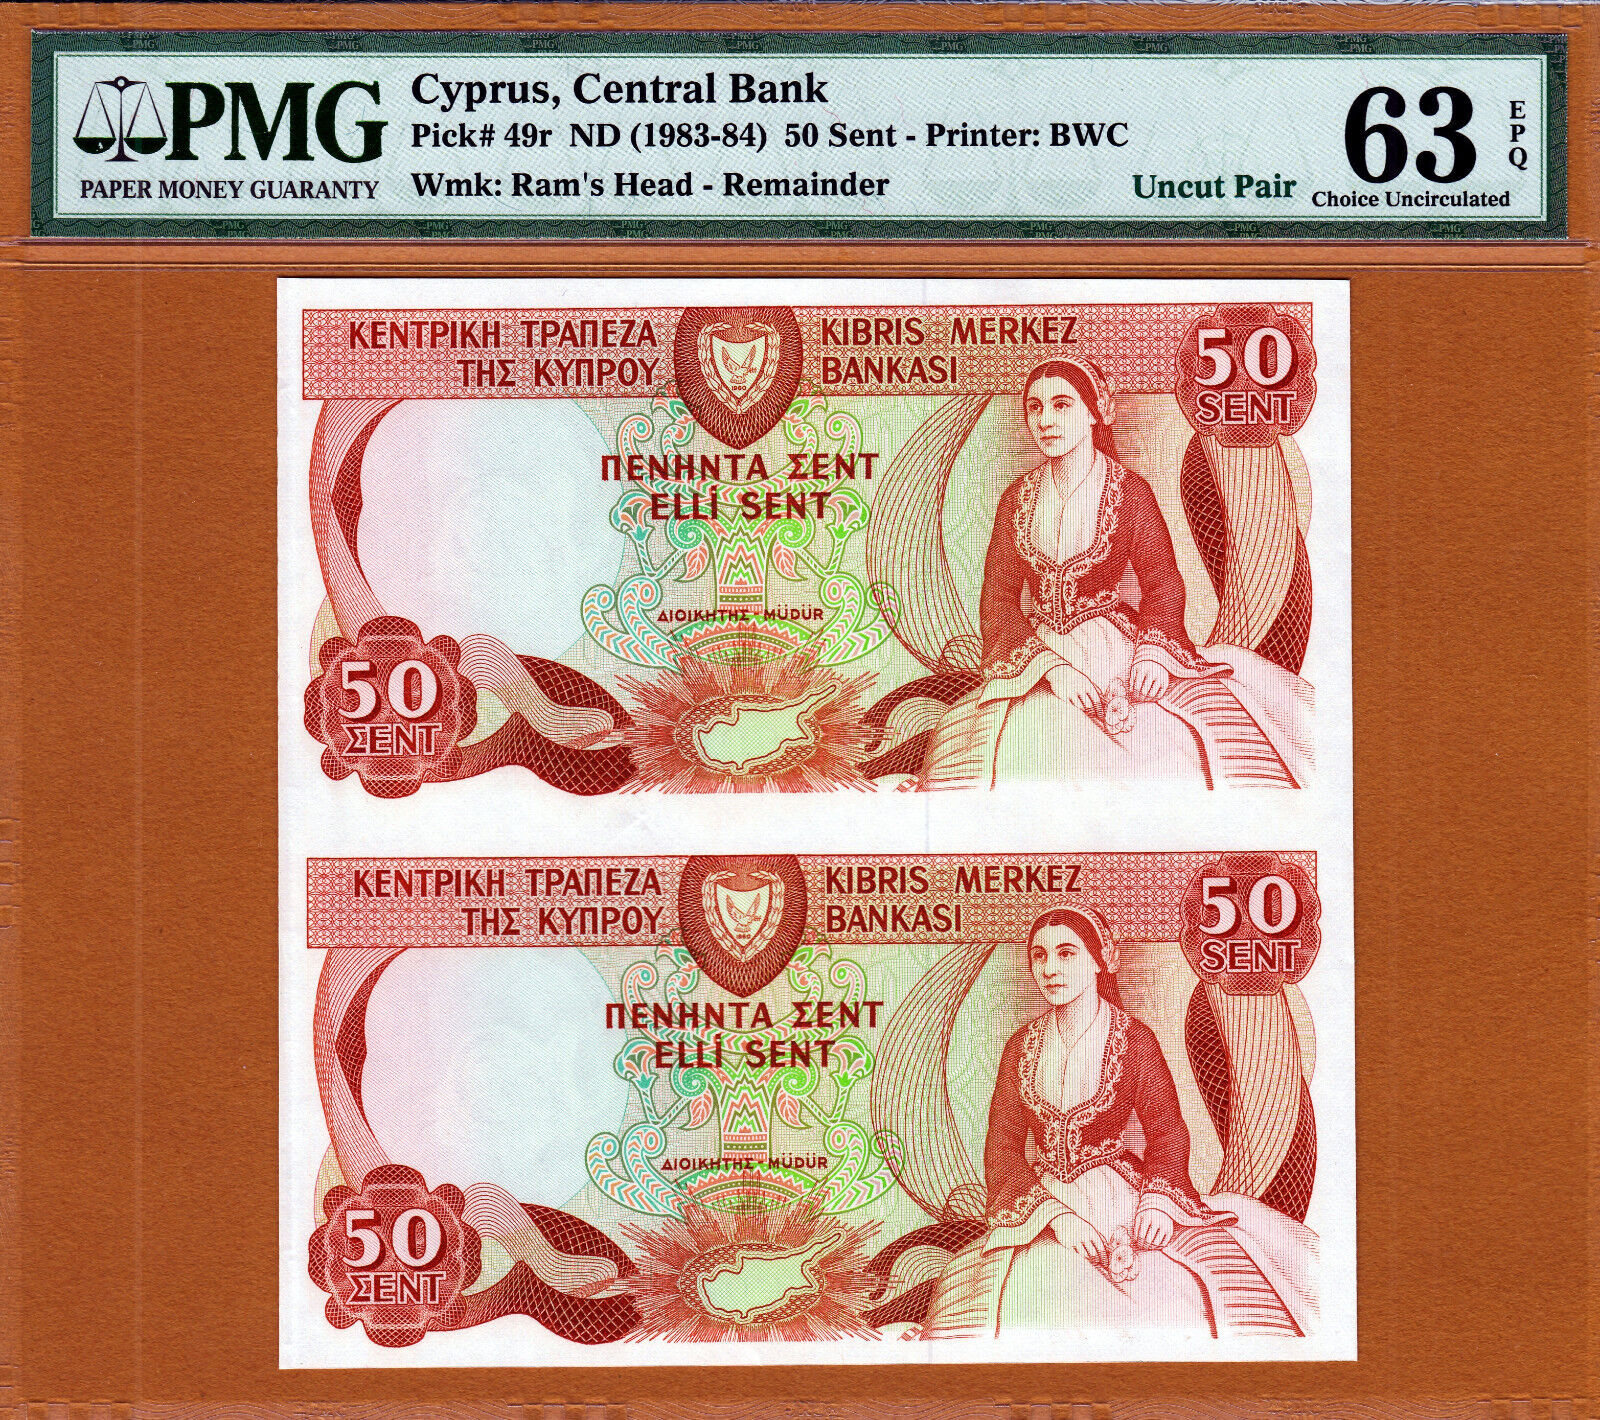 PMG
PAPER MONEY GUARANTY
Cyprus, Central Bank
Pick# 49r ND (1983-84) 50 Sent - Printer: BWC
Wmk: Ram's Head - Remainder
Uncut Pair
63
EPQ
Choice Uncirculated
ΚΕΝΤΡΙΚΗ ΤΡΑΠΕΖΑ
ΤΗΣ ΚΥΠΡΟΥ
1960
KIBRIS MERKEZ
BANKASI
50
SENT
ΠΕΝΗΝΤΑ ΣΕΝΤ
ELLİ SENT
ΔΙΟΙΚΗΤΗΣ - MÜDÜR
50
ΣΕΝΤ
ΚΕΝΤΡΙΚΗ ΤΡΑΠΕΖΑ
ΤΗΣ ΚΥΠΡΟΥ
1960
KIBRIS MERKEZ
BANKASI
50
SENT
ΠΕΝΗΝΤΑ ΣΕΝΤ
ELLİ SENT
ΔΙΟΙΚΗΤΗΣ - MÜDÜR
50
ΣΕΝΤ